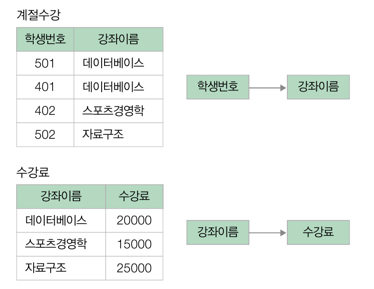 계절수강
학생번호 강좌이름
501 데이터베이스
401 데이터베이스
402 스포츠경영학
502 자료구조
학생번호 강좌이름
수강료
강좌이름 수강료
데이터베이스 20000
스포츠경영학 15000
자료구조 25000
강좌이름 수강료